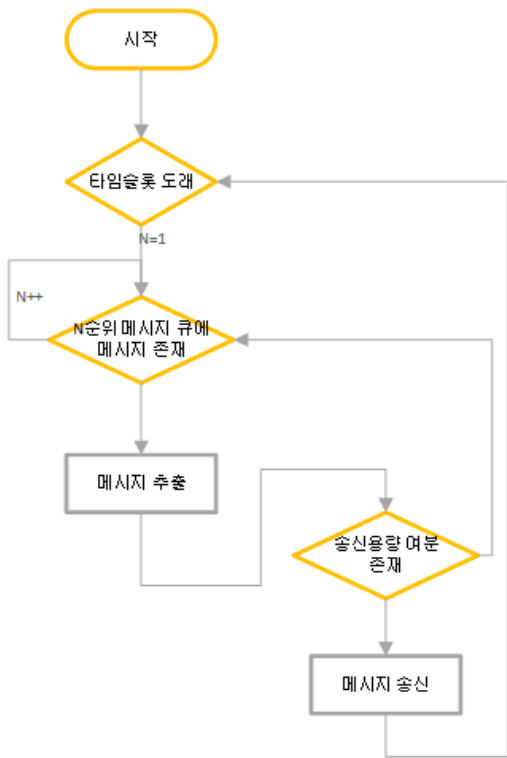 시작
타임슬롯 도래
N=1
N++
N순위 메시지 큐에
메시지 존재
메시지 추출
송신용량 여분
존재
메시지 송신